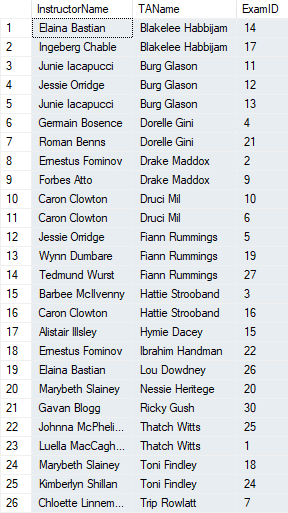 InstructorName TAName ExamID
1 Elaina Bastian Blakelee Habbijam 14
2 Ingeberg Chable Blakelee Habbijam 17
3 Junie Iacapucci Burg Glason 11
4 Jessie Orridge Burg Glason 12
5 Junie Iacapucci Burg Glason 13
6 Germain Bosence Dorelle Gini 4
7 Roman Benns Dorelle Gini 21
8 Ernestus Fominov Drake Maddox 2
9 Forbes Atto Drake Maddox 9
10 Caron Clowton Druci Mil 10
11 Caron Clowton Druci Mil 6
12 Jessie Orridge Fiann Rummings 5
13 Wynn Dumbare Fiann Rummings 19
14 Tedmund Wurst Fiann Rummings 27
15 Barbee McIlvenny Hattie Strooband 3
16 Caron Clowton Hattie Strooband 16
17 Alistair Illsley Hymie Dacey 15
18 Ernestus Fominov Ibrahim Handman 22
19 Elaina Bastian Lou Dowdney 26
20 Marybeth Slainey Nessie Heritege 20
21 Gavan Blogg Ricky Gush 30
22 Johnna McPheli... Thatch Witts 25
23 Luella MacCagh... Thatch Witts 1
24 Marybeth Slainey Toni Findley 18
25 Kimberlyn Shillan Toni Findley 24
26 Chloette Linnem... Trip Rowlatt 7